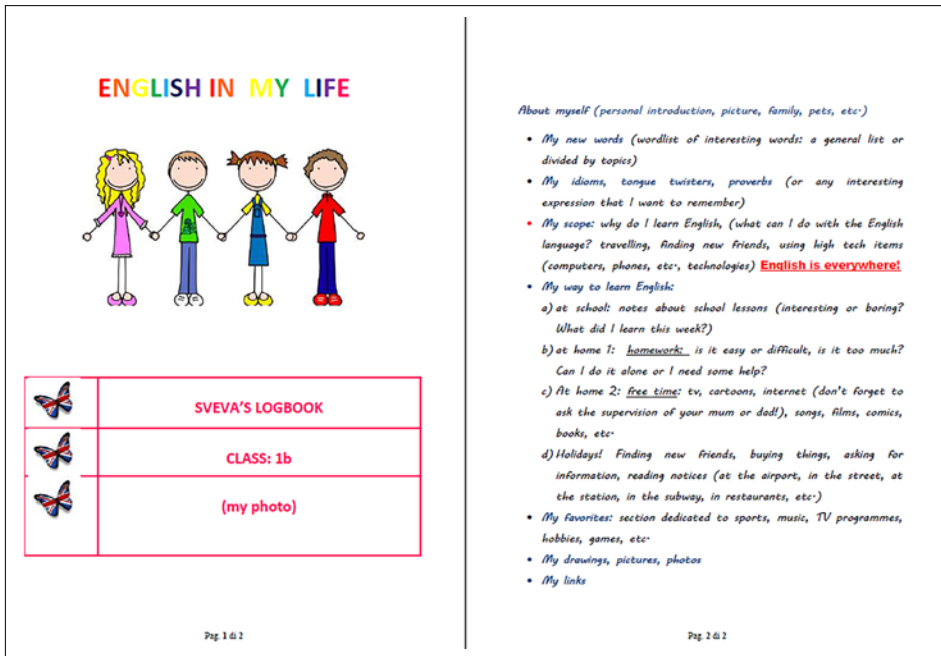 ENGLISH IN MY LIFE
SVEVA'S LOGBOOK
CLASS: 1b
(my photo)
Pag. 1 di 2
About myself (personal introduction, picture, family, pets, etc.)
• My new words (wordlist of interesting words: a general list or
divided by topics)
• My idioms, tongue twisters, proverbs (or any interesting
expression that I want to remember)
• My scope: why do I learn English, (what can I do with the English
language? travelling, finding new friends, using high tech items
(computers, phones, etc., technologies) English is everywhere!
• My way to learn English:
a) at school: notes about school lessons (interesting or boring?
What did I learn this week?)
b) at home 1: homework: is it easy or difficult, is it too much?
Can I do it alone or I need some help?
c) At home 2: free time: tv, cartoons, internet (don't forget to
ask the supervision of your mum or dad!), songs, films, comics,
books, etc.
d) Holidays! Finding new friends, buying things, asking for
information, reading notices (at the airport, in the street, at
the station, in the subway, in restaurants, etc.)
• My favorites: section dedicated to sports, music, TV programmes,
hobbies, games, etc.
• My drawings, pictures, photos
• My links
Pag. 2 di 2